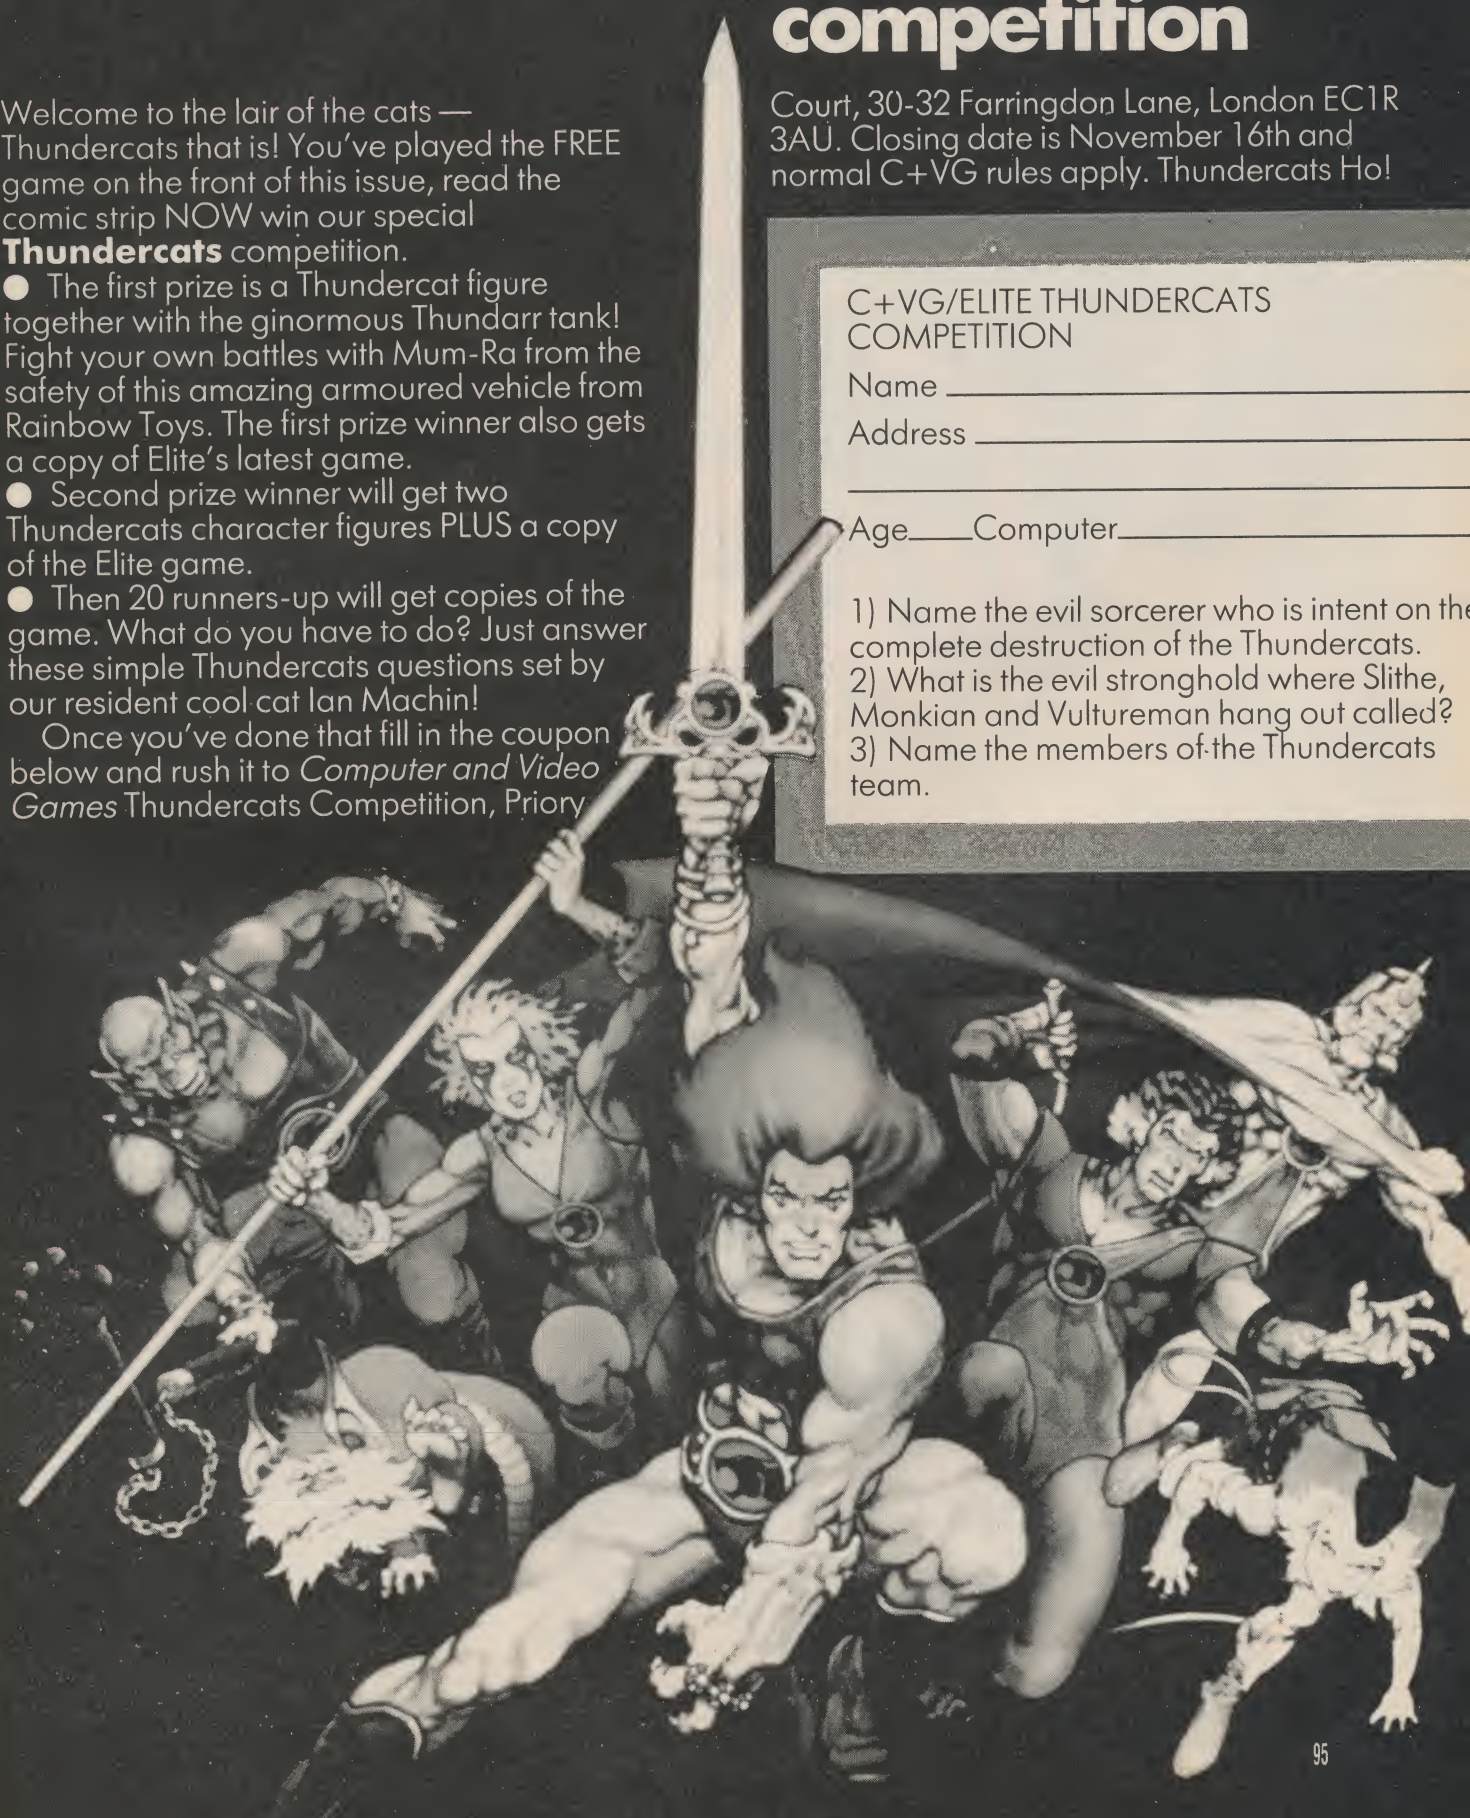 Welcome to the lair of the cats —
Thundercats that is! You've played the FREE
game on the front of this issue, read the
comic strip NOW win our special
Thundercats competition.
● The first prize is a Thundercat figure
together with the ginormous Thundarr tank!
Fight your own battles with Mum-Ra from the
safety of this amazing armoured vehicle from
Rainbow Toys. The first prize winner also gets
a copy of Elite's latest game.
● Second prize winner will get two
Thundercats character figures PLUS a copy
of the Elite game.
● Then 20 runners-up will get copies of the
game. What do you have to do? Just answer
these simple Thundercats questions set by
our resident cool cat Ian Machin!
Once you've done that fill in the coupon
below and rush it to Computer and Video
Games Thundercats Competition, Priory
competition
Court, 30-32 Farringdon Lane, London EC1R
3AU. Closing date is November 16th and
normal C+VG rules apply. Thundercats Ho!
C+VG/ELITE THUNDERCATS
COMPETITION
Name
Address
Age Computer
1) Name the evil sorcerer who is intent on the
complete destruction of the Thundercats.
2) What is the evil stronghold where Slithe,
Monkian and Vultureman hang out called?
3) Name the members of the Thundercats
team.
95